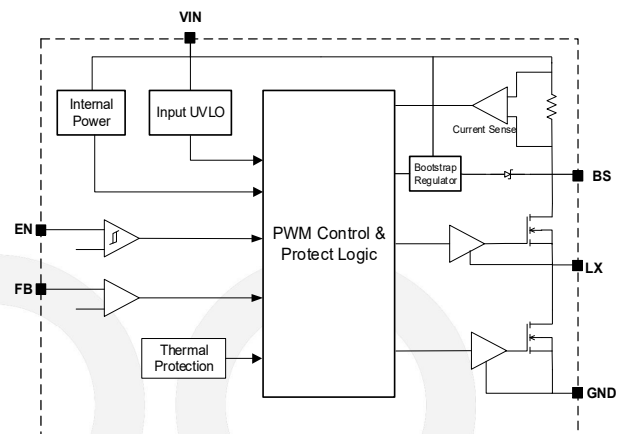 VIN
Internal
Power
Input UVLO
Current Sense
Bootstrap
Regulator
BS
EN
PWM Control &
Protect Logic
LX
FB
Thermal
Protection
GND